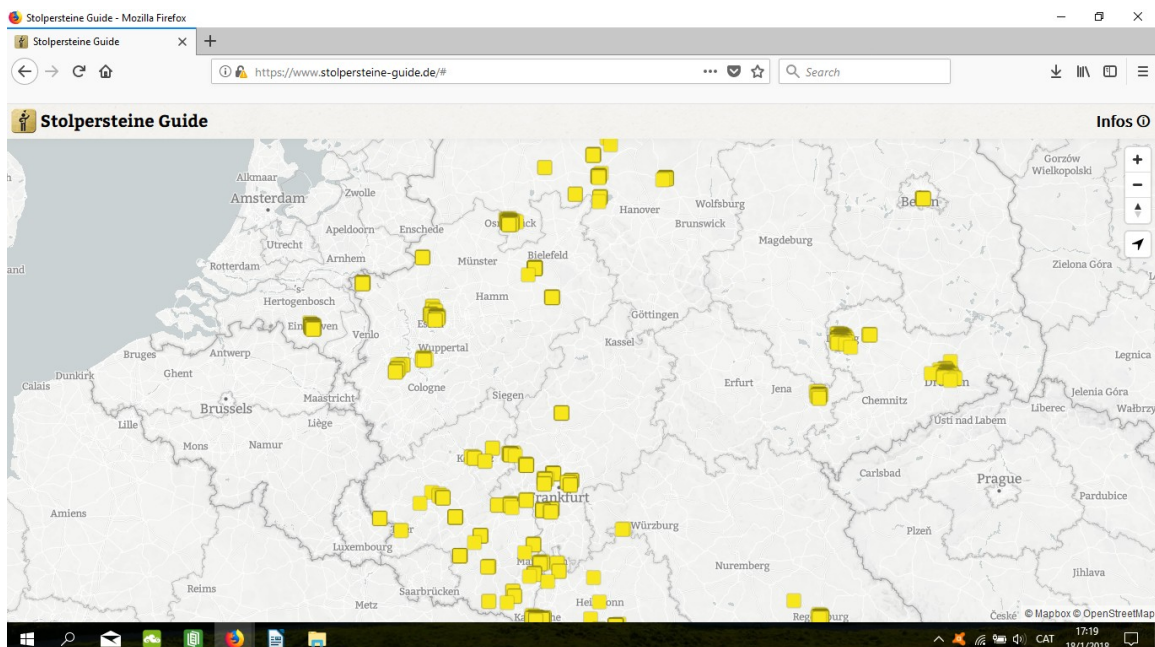 Stolpersteine Guide - Mozilla Firefox
Stolpersteine Guide
https://www.stolpersteine-guide.de/#
Search
Stolpersteine Guide
Infos
Alkmaar
Gorzów
Wielkopolski
Amsterdam
Zwolle
Wolfsburg
Hanover
Apeldoorn
Enschede
Brunswick
Utrecht
Magdeburg
Arnhem
Münster
Bielefeld
Rotterdam
Zielona Góra
's-
Hertogenbosch
Hamm
Göttingen
Venlo
Wuppertal
Kassel
Bruges
Antwerp
Legnica
Dunkirk
Calais
Ghent
Cologne
Erfurt
Jena
Maastricht
Siegen
Chemnitz
Jelenia Góra
Brussels
Liberec
Wałbrzy
Lille
Liège
Ústí nad Labem
Mons
Namur
Carlsbad
Prague
Pardubice
Amiens
Würzburg
Plzeň
Luxembourg
Nuremberg
Jihlava
Reims
Saarbrücken
Metz
České
© Mapbox © OpenStreetMap
CAT
17:19
18/1/2018